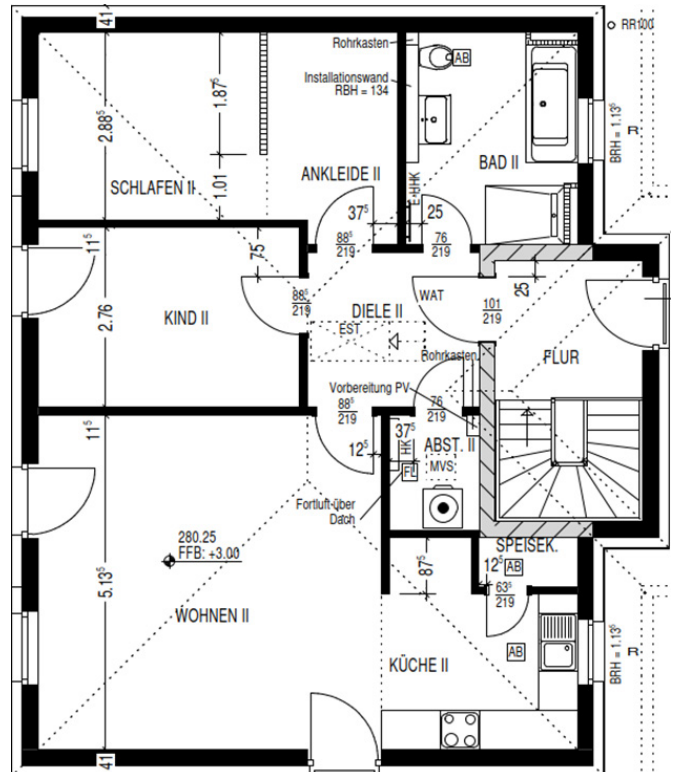 41
RR100
Rohrkasten
AB
Installationswand
RBH = 134
1.87⁵
2.88⁵
BRH = 1.13⁵
R
BAD II
ANKLEIDE II
SCHLAFEN II
1.01
E-HHK
37⁵
25
88⁵
219
76
219
11⁵
75
2.76
KIND II
88⁵
219
DIELE II
EST
WAT
101
219
25
FLUR
Rohrkasten
Vorbereitung PV
88⁵
219
76
219
11⁵
12⁵
37⁵
HK
ABST. II
FL
MVS
Fortluft-über
Dach
280.25
FFB: +3.00
SPEISEK.
12⁵
AB
63⁵
219
87⁵
5.13⁵
WOHNEN II
AB
KÜCHE II
BRH = 1.13⁵
R
41